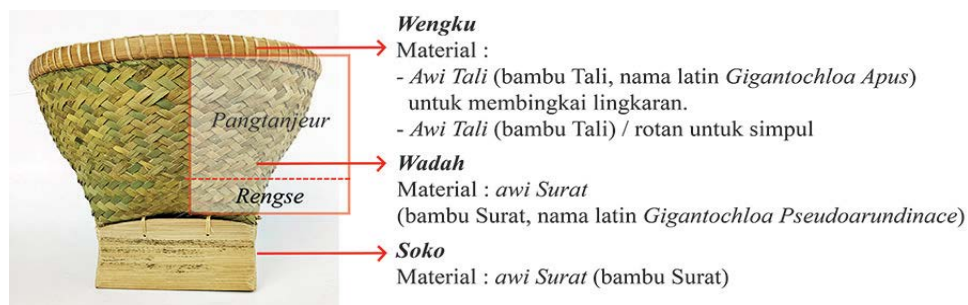 Wengku
Material :
- Awi Tali (bambu Tali, nama latin Gigantochloa Apus)
untuk membingkai lingkaran.
- Awi Tali (bambu Tali) / rotan untuk simpul
Pangtanjeur
Wadah
Rengse
Material : awi Surat
(bambu Surat, nama latin Gigantochloa Pseudoarundinace)
Soko
Material : awi Surat (bambu Surat)